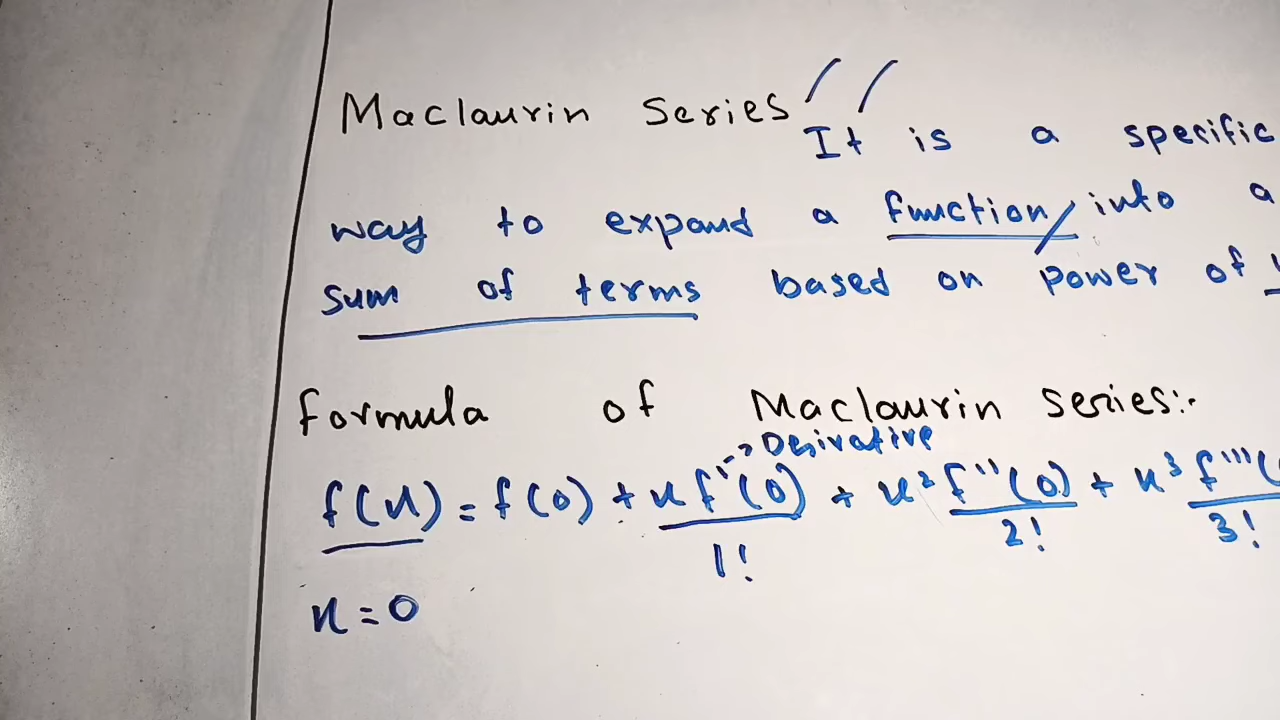 Maclaurin Series
It is a specific
way to expand a function into a
sum of terms based on power of
formula of Maclaurin series:-
-> Derivative
f(x) = f(0) + x f'(0)/1! + x² f''(0)/2! + x³ f'''(/3!
x = 0